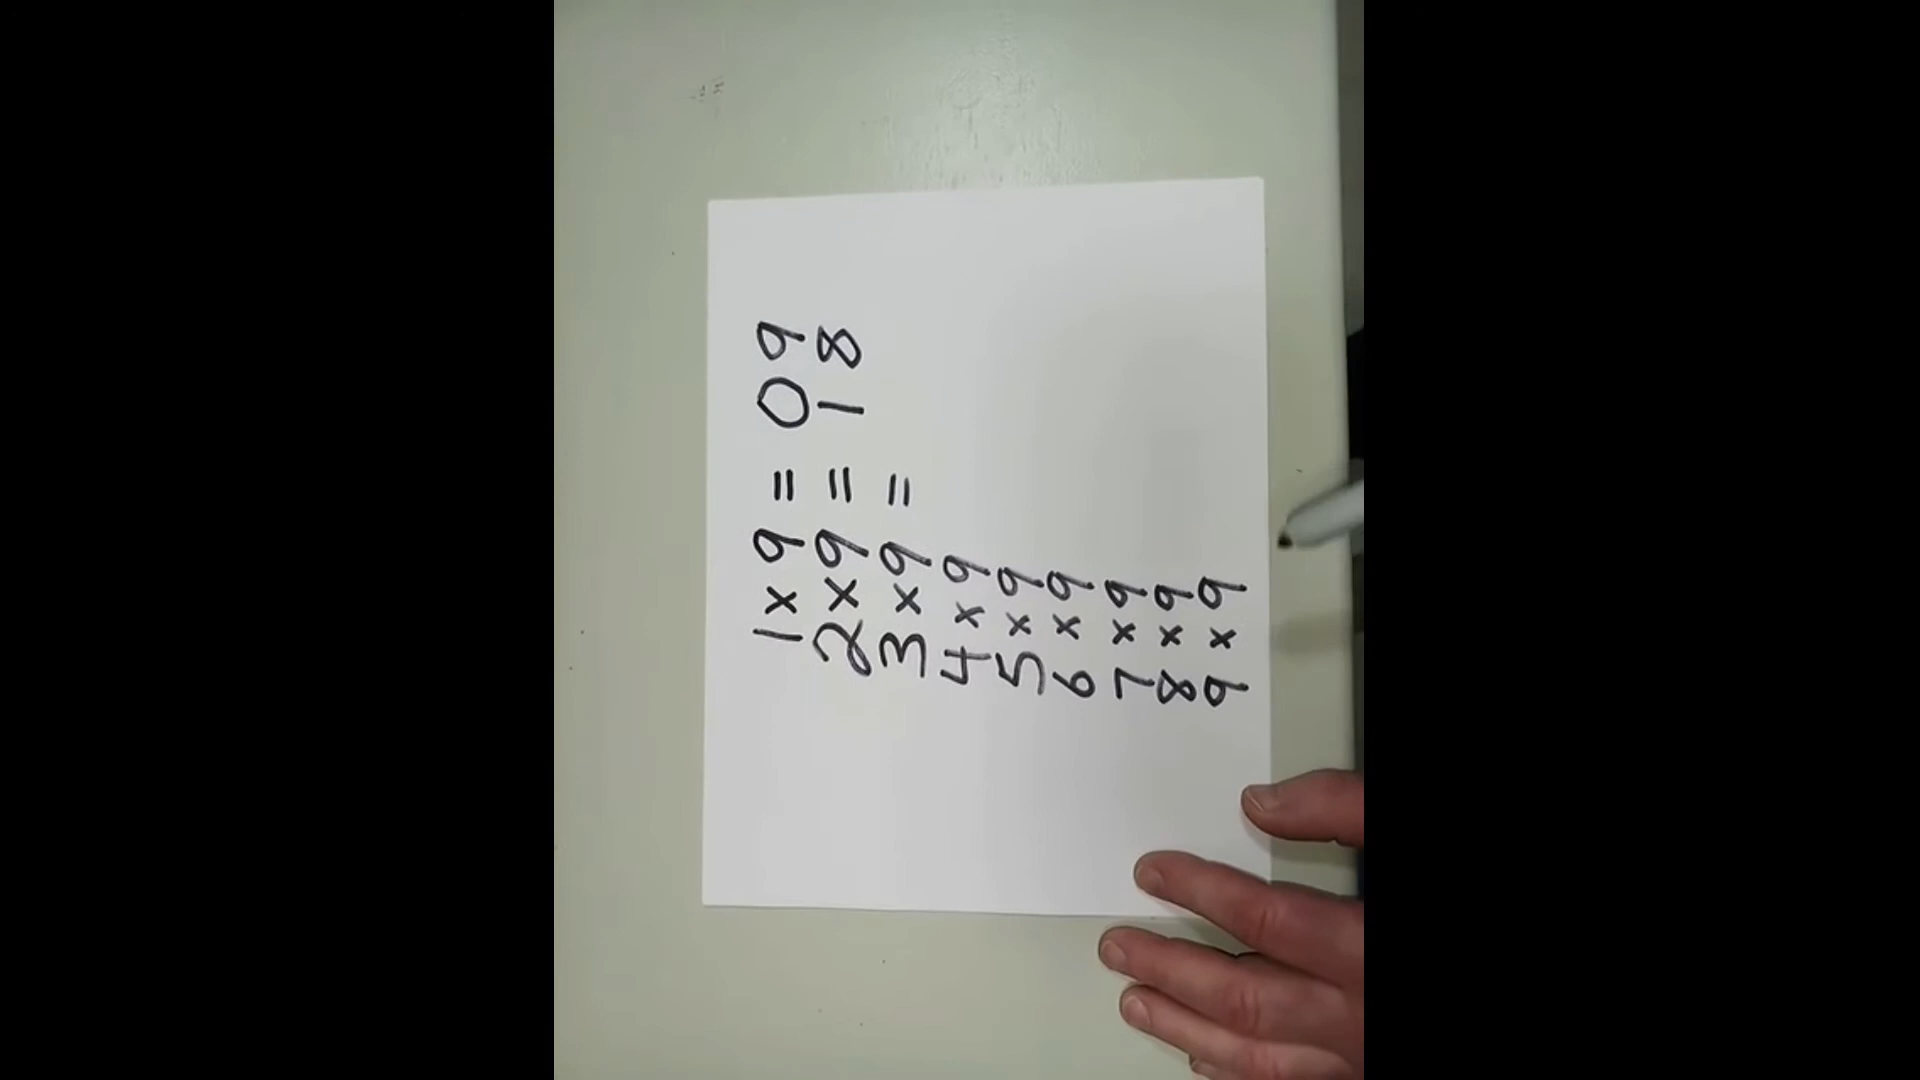 1 x 9 = 09
2 x 9 = 18
3 x 9 =
4 x 9
5 x 9
6 x 9
7 x 9
8 x 9
9 x 9